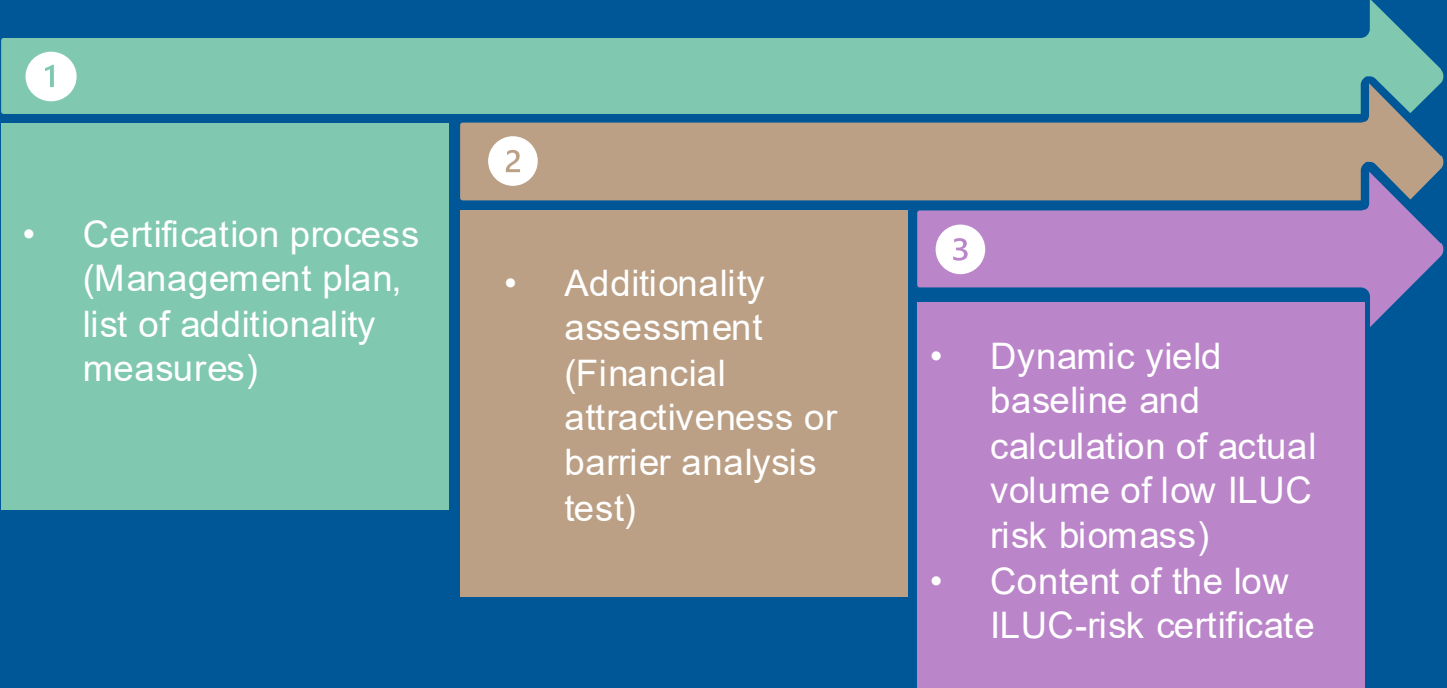 1
• Certification process
(Management plan,
list of additionality
measures)
2
• Additionality
assessment
(Financial
attractiveness or
barrier analysis
test)
3
• Dynamic yield
baseline and
calculation of actual
volume of low ILUC
risk biomass)
• Content of the low
ILUC-risk certificate